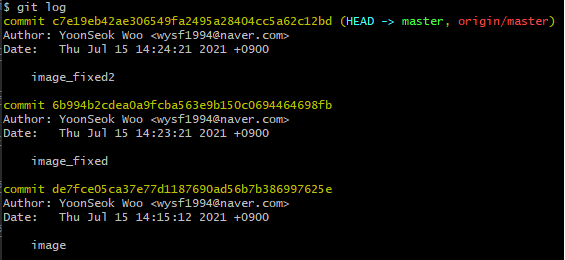 $ git log
commit c7e19eb42ae306549fa2495a28404cc5a62c12bd (HEAD -> master, origin/master)
Author: YoonSeok Woo <wysf1994@naver.com>
Date:   Thu Jul 15 14:24:21 2021 +0900
    image_fixed2
commit 6b994b2cdea0a9fcba563e9b150c0694464698fb
Author: YoonSeok Woo <wysf1994@naver.com>
Date:   Thu Jul 15 14:23:21 2021 +0900
    image_fixed
commit de7fce05ca37e77d1187690ad56b7b386997625e
Author: YoonSeok Woo <wysf1994@naver.com>
Date:   Thu Jul 15 14:15:12 2021 +0900
    image